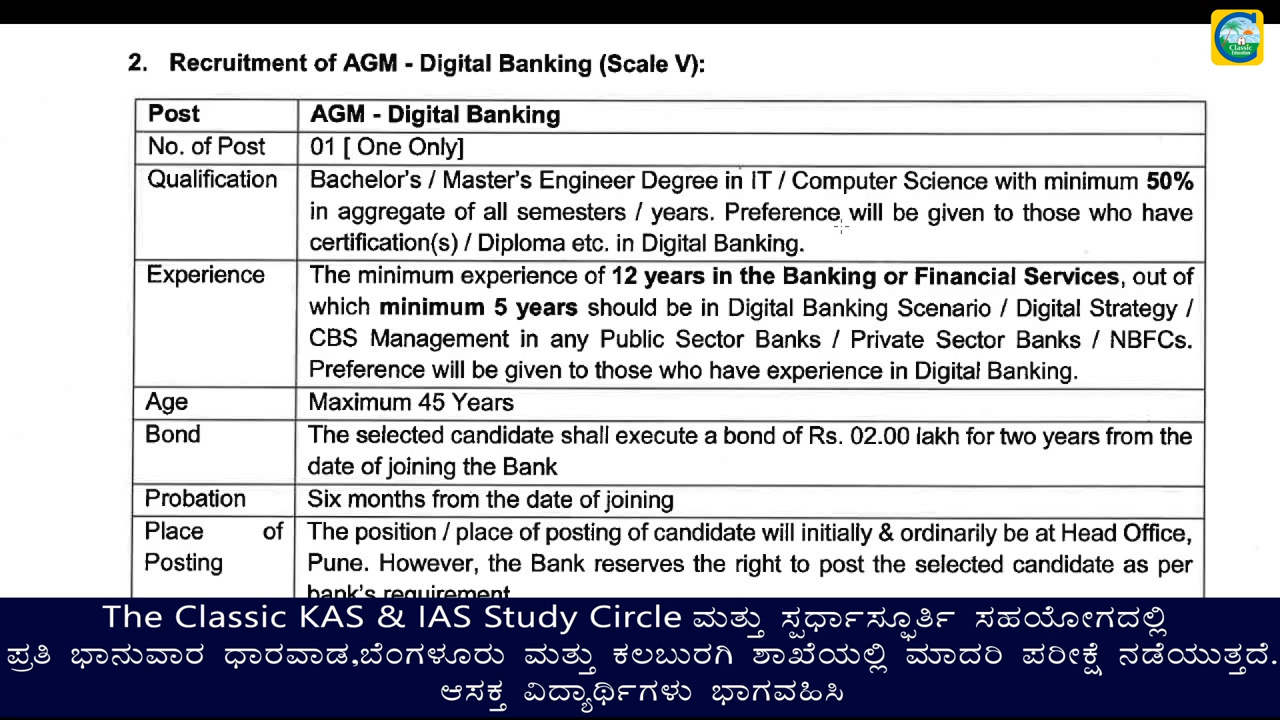 Classic
Education
2. Recruitment of AGM - Digital Banking (Scale V):
Post AGM - Digital Banking
No. of Post 01 [ One Only]
Qualification Bachelor's / Master's Engineer Degree in IT / Computer Science with minimum 50%
in aggregate of all semesters / years. Preference will be given to those who have
certification(s) / Diploma etc. in Digital Banking.
Experience The minimum experience of 12 years in the Banking or Financial Services, out of
which minimum 5 years should be in Digital Banking Scenario / Digital Strategy /
CBS Management in any Public Sector Banks / Private Sector Banks / NBFCs.
Preference will be given to those who have experience in Digital Banking.
Age Maximum 45 Years
Bond The selected candidate shall execute a bond of Rs. 02.00 lakh for two years from the
date of joining the Bank
Probation Six months from the date of joining
Place of The position / place of posting of candidate will initially & ordinarily be at Head Office,
Posting Pune. However, the Bank reserves the right to post the selected candidate as per
bank's requirement
The Classic KAS & IAS Study Circle ಮತ್ತು ಸ್ಪರ್ಧಾಸ್ಫೂರ್ತಿ ಸಹಯೋಗದಲ್ಲಿ
ಪ್ರತಿ ಭಾನುವಾರ ಧಾರವಾಡ,ಬೆಂಗಳೂರು ಮತ್ತು ಕಲಬುರಗಿ ಶಾಖೆಯಲ್ಲಿ ಮಾದರಿ ಪರೀಕ್ಷೆ ನಡೆಯುತ್ತದೆ.
ಆಸಕ್ತ ವಿದ್ಯಾರ್ಥಿಗಳು ಭಾಗವಹಿಸಿ